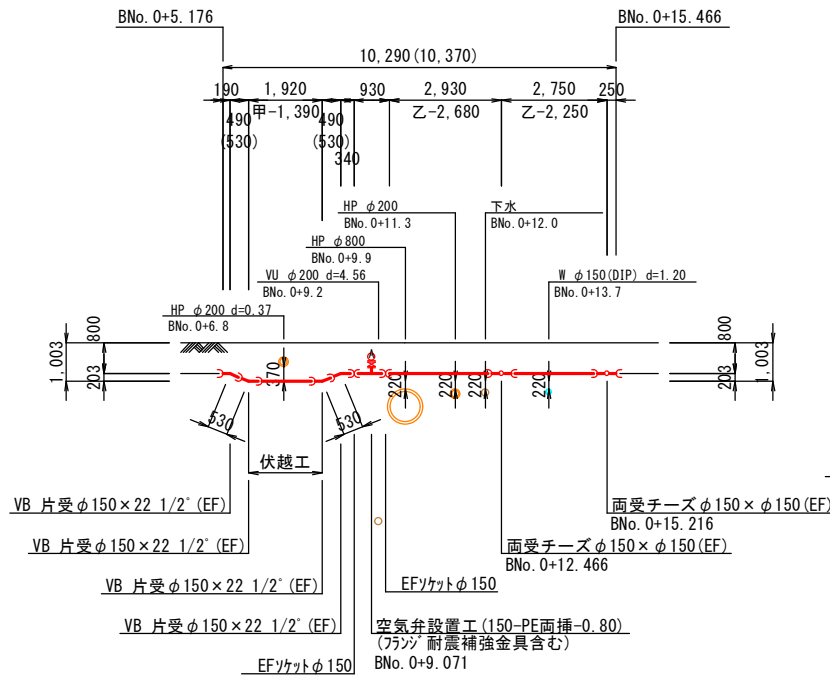 BNo. 0+5.176
BNo. 0+15.466
10,290(10,370)
190
1,920
930
2,930
2,750
250
490
(530)
甲-1,390
490
(530)
340
乙-2,680
乙-2,250
HP φ200
BNo. 0+11.3
下水
BNo. 0+12.0
HP φ800
BNo. 0+9.9
VU φ200 d=4.56
BNo. 0+9.2
W φ150(DIP) d=1.20
BNo. 0+13.7
HP φ200 d=0.37
BNo. 0+6.8
1,003
800
203
370
220
220
220
220
800
203
1,003
530
530
伏越工
VB 片受φ150×22 1/2°(EF)
両受チーズφ150×φ150(EF)
BNo. 0+15.216
VB 片受φ150×22 1/2°(EF)
両受チーズφ150×φ150(EF)
BNo. 0+12.466
VB 片受φ150×22 1/2°(EF)
EFソケットφ150
VB 片受φ150×22 1/2°(EF)
空気弁設置工(150-PE両挿-0.80)
(フランジ耐震補強金具含む)
BNo. 0+9.071
EFソケットφ150